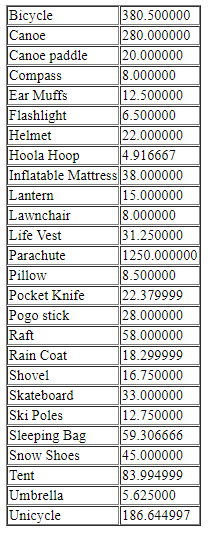 Bicycle 380.500000
Canoe 280.000000
Canoe paddle 20.000000
Compass 8.000000
Ear Muffs 12.500000
Flashlight 6.500000
Helmet 22.000000
Hoola Hoop 4.916667
Inflatable Mattress 38.000000
Lantern 15.000000
Lawnchair 8.000000
Life Vest 31.250000
Parachute 1250.000000
Pillow 8.500000
Pocket Knife 22.379999
Pogo stick 28.000000
Raft 58.000000
Rain Coat 18.299999
Shovel 16.750000
Skateboard 33.000000
Ski Poles 12.750000
Sleeping Bag 59.306666
Snow Shoes 45.000000
Tent 83.994999
Umbrella 5.625000
Unicycle 186.644997